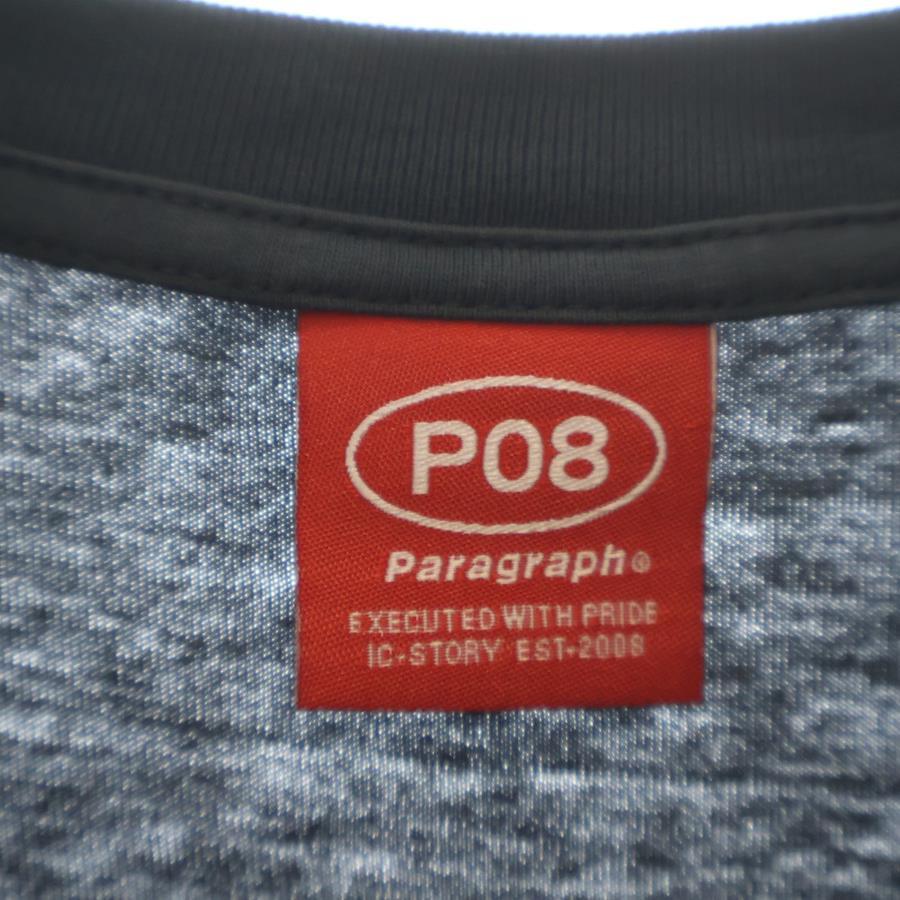 P08
Paragraph®
EXECUTED WITH PRIDE
IC-STORY EST-2008